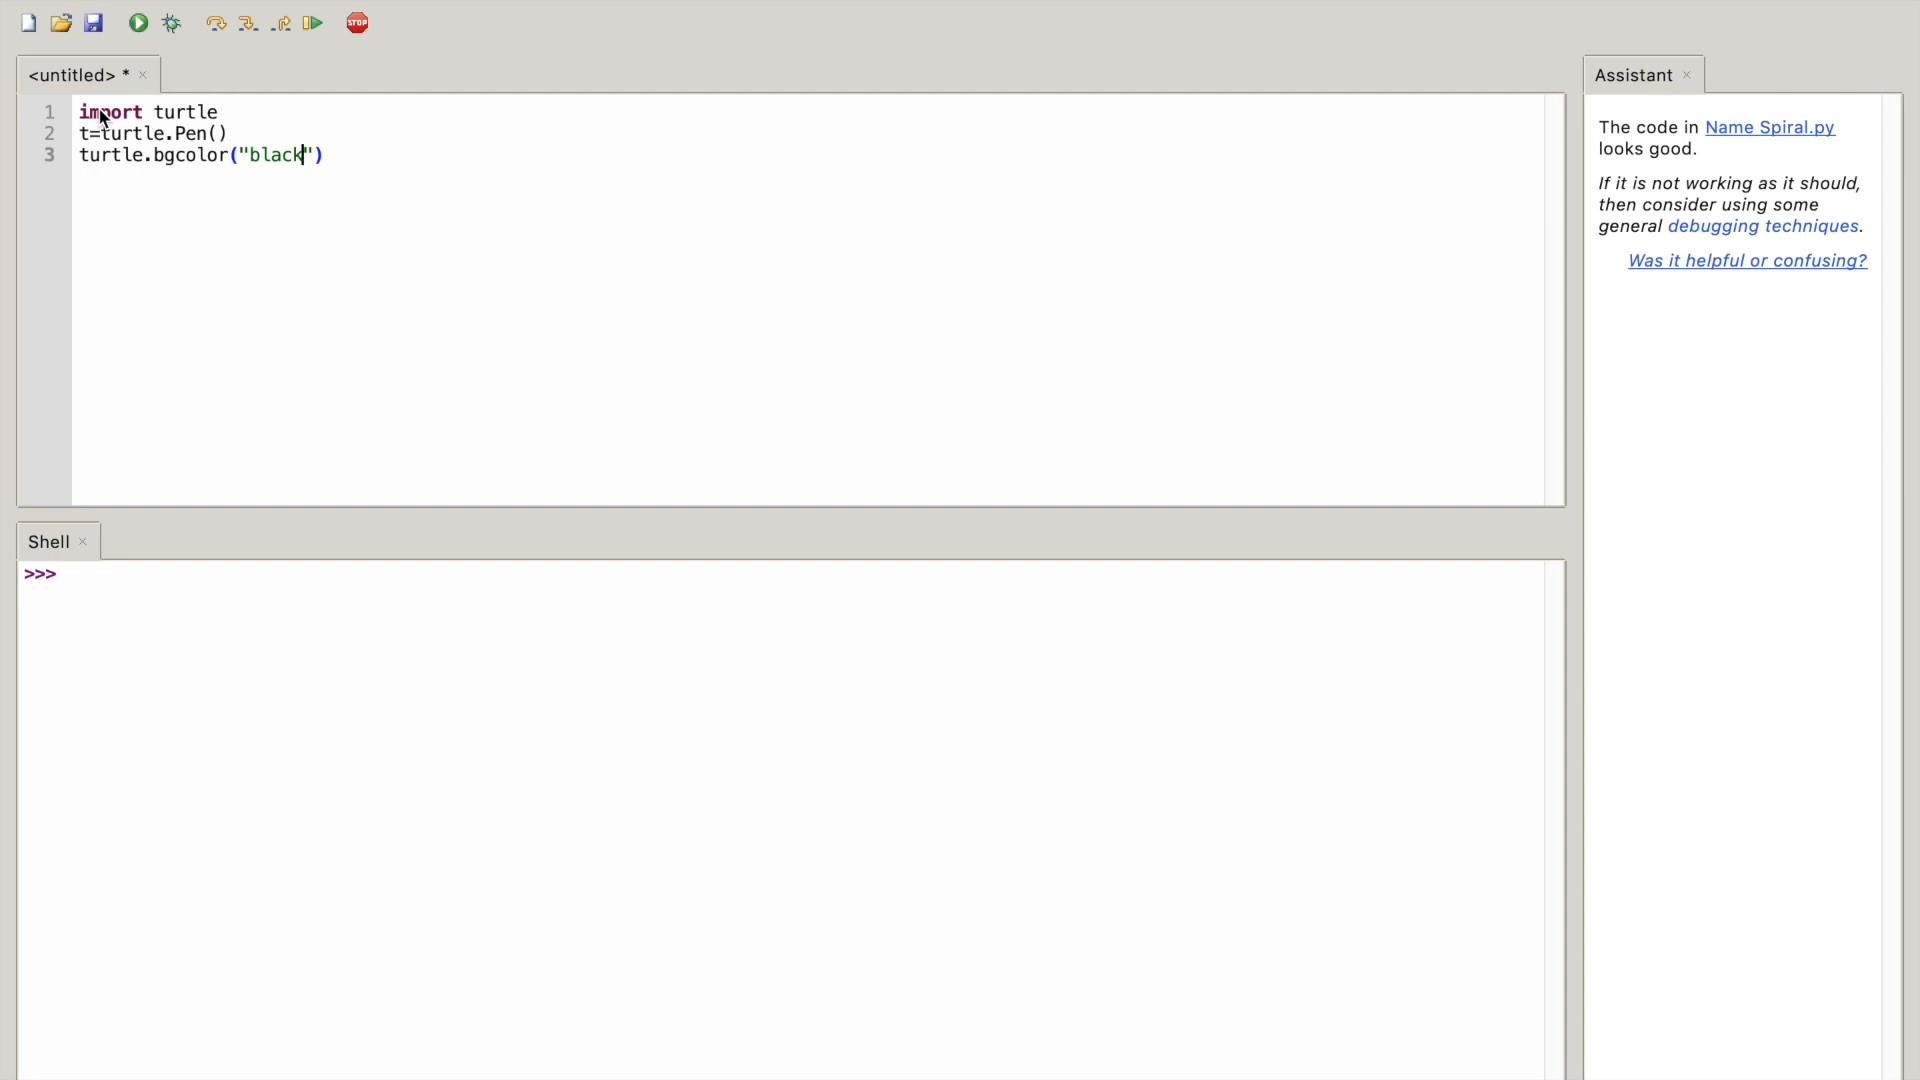 STOP
<untitled> *
1 import turtle
2 t=turtle.Pen()
3 turtle.bgcolor("black")
Shell
>>>
Assistant
The code in Name Spiral.py
looks good.
If it is not working as it should,
then consider using some
general debugging techniques.
Was it helpful or confusing?